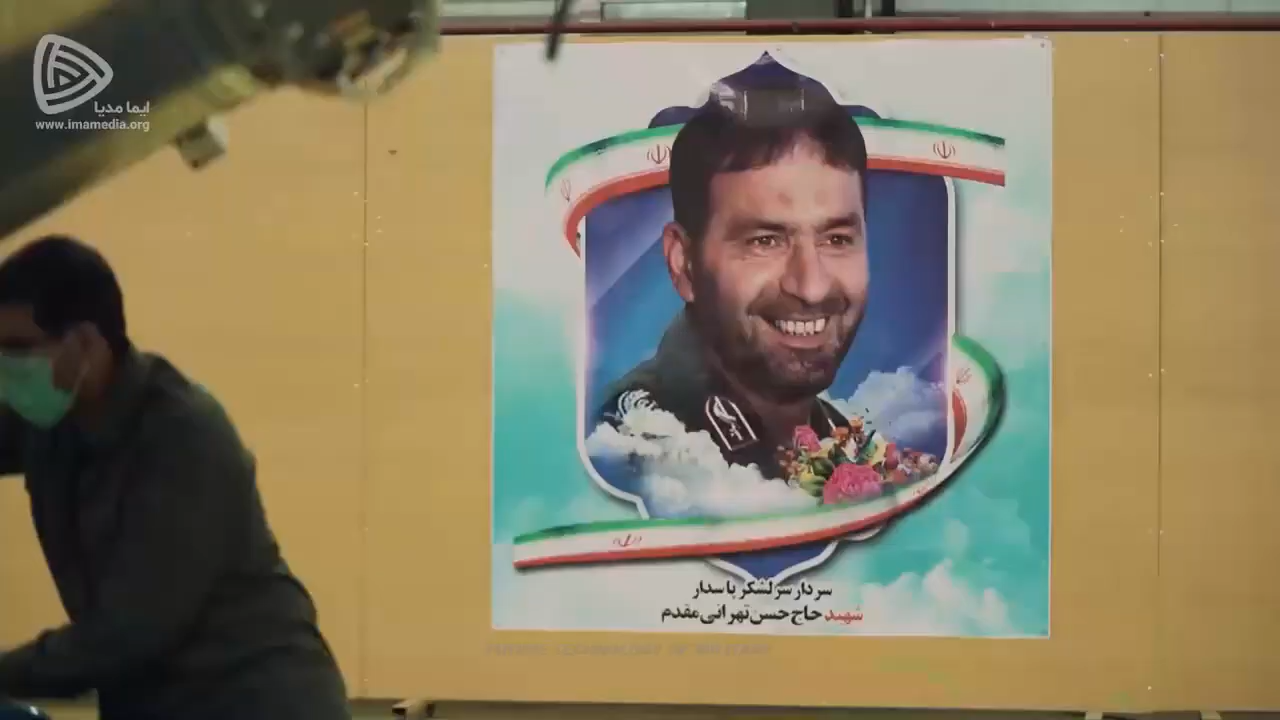 ایما مدیا
www.imamedia.org
سردار سرلشکر پاسدار
شهید حاج حسن تهرانی مقدم